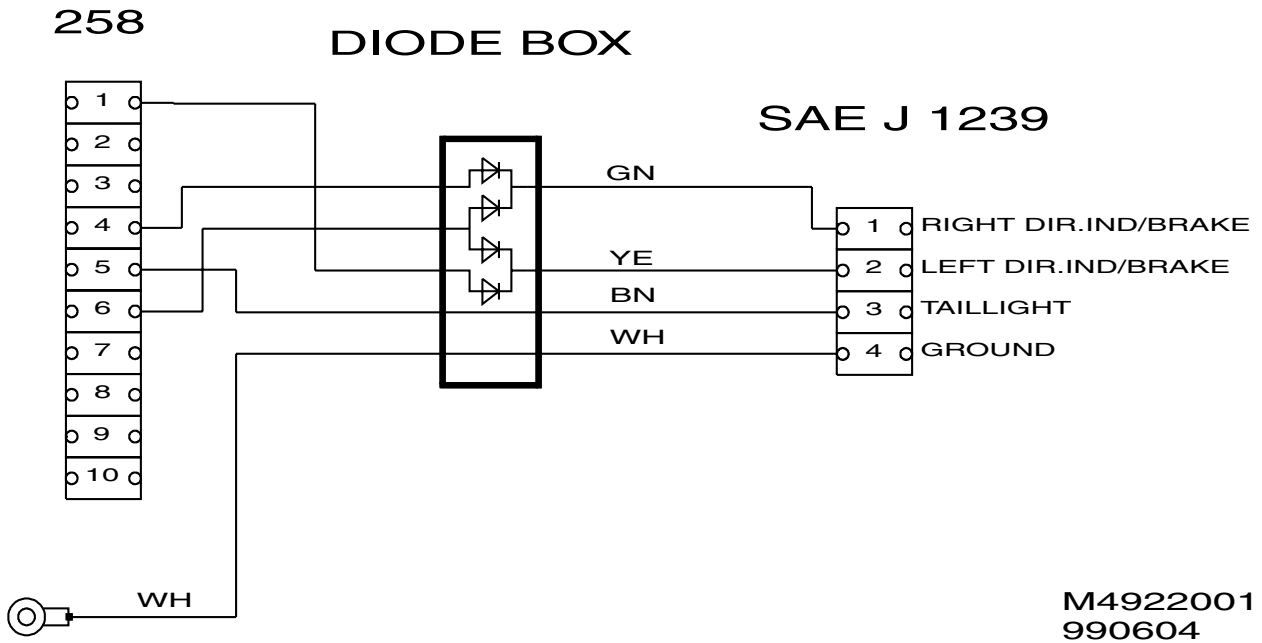 258
DIODE BOX
SAE J 1239
1
2
3
4
5
6
7
8
9
10
GN
YE
BN
WH
1 RIGHT DIR.IND/BRAKE
2 LEFT DIR.IND/BRAKE
3 TAILLIGHT
4 GROUND
WH
M4922001
990604